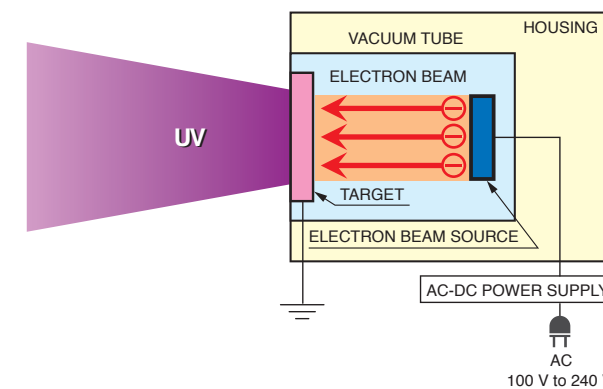 HOUSING
VACUUM TUBE
ELECTRON BEAM
UV
TARGET
ELECTRON BEAM SOURCE
AC-DC POWER SUPPLY
AC
100 V to 240